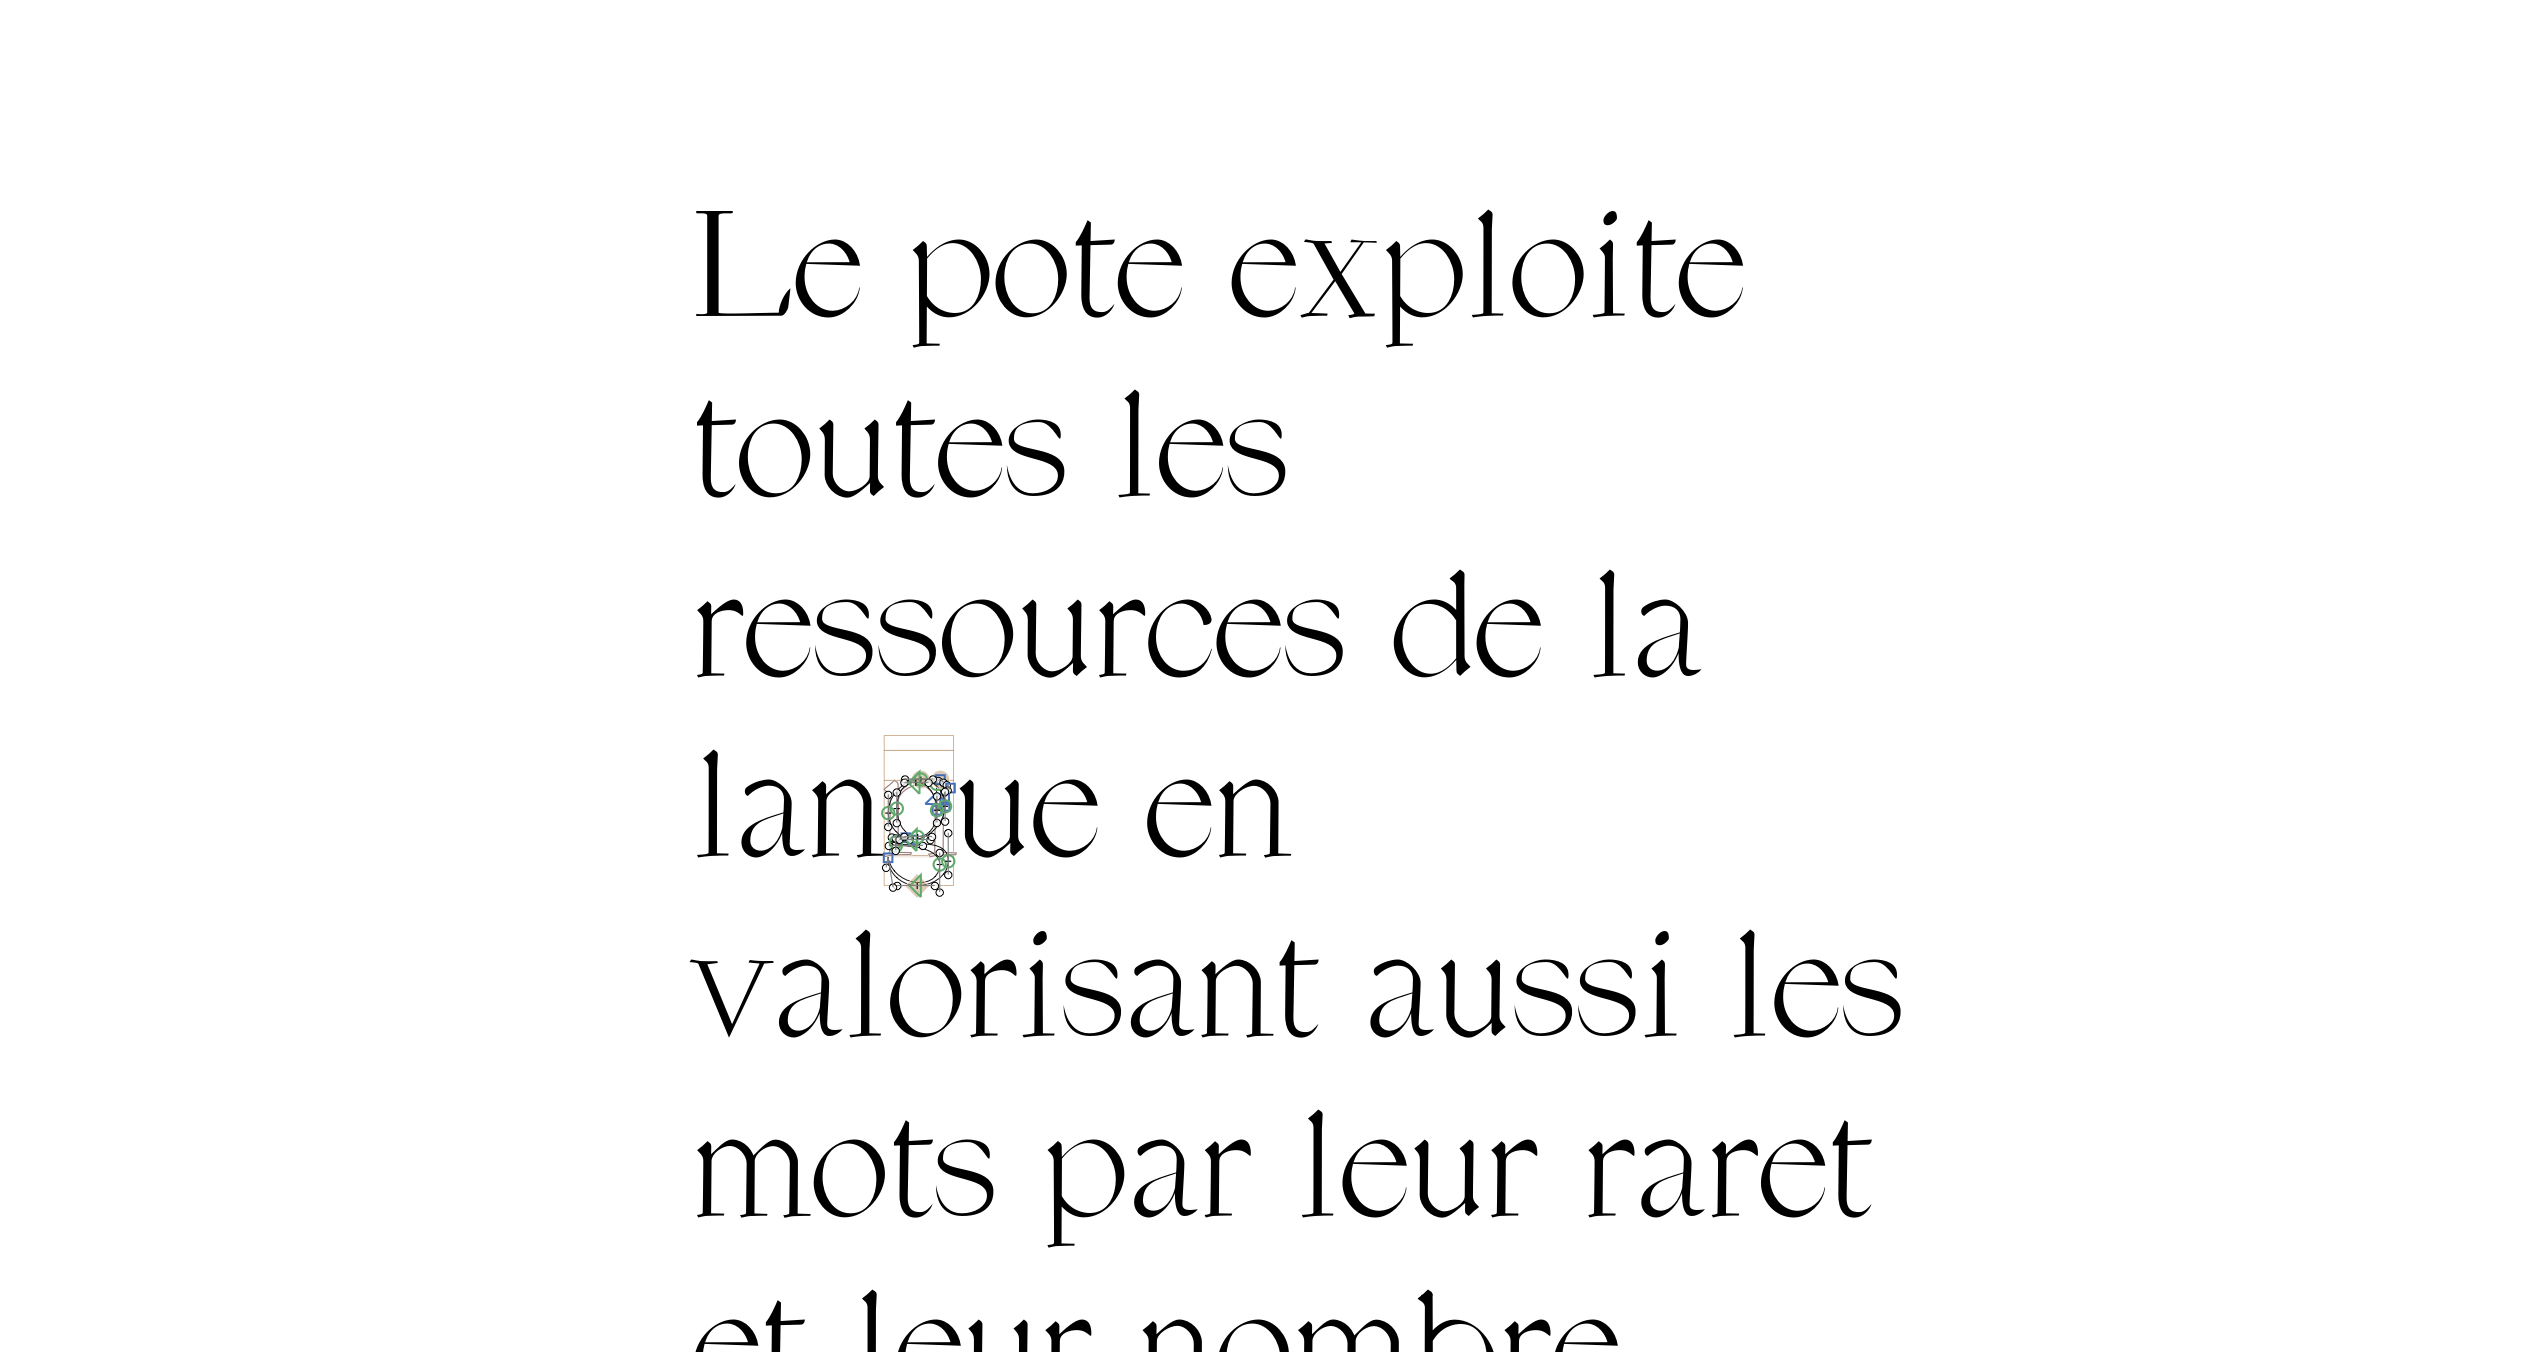 Le pote exploite
toutes les
ressources de la
langue en
valorisant aussi les
mots par leur raret
et leur nombre